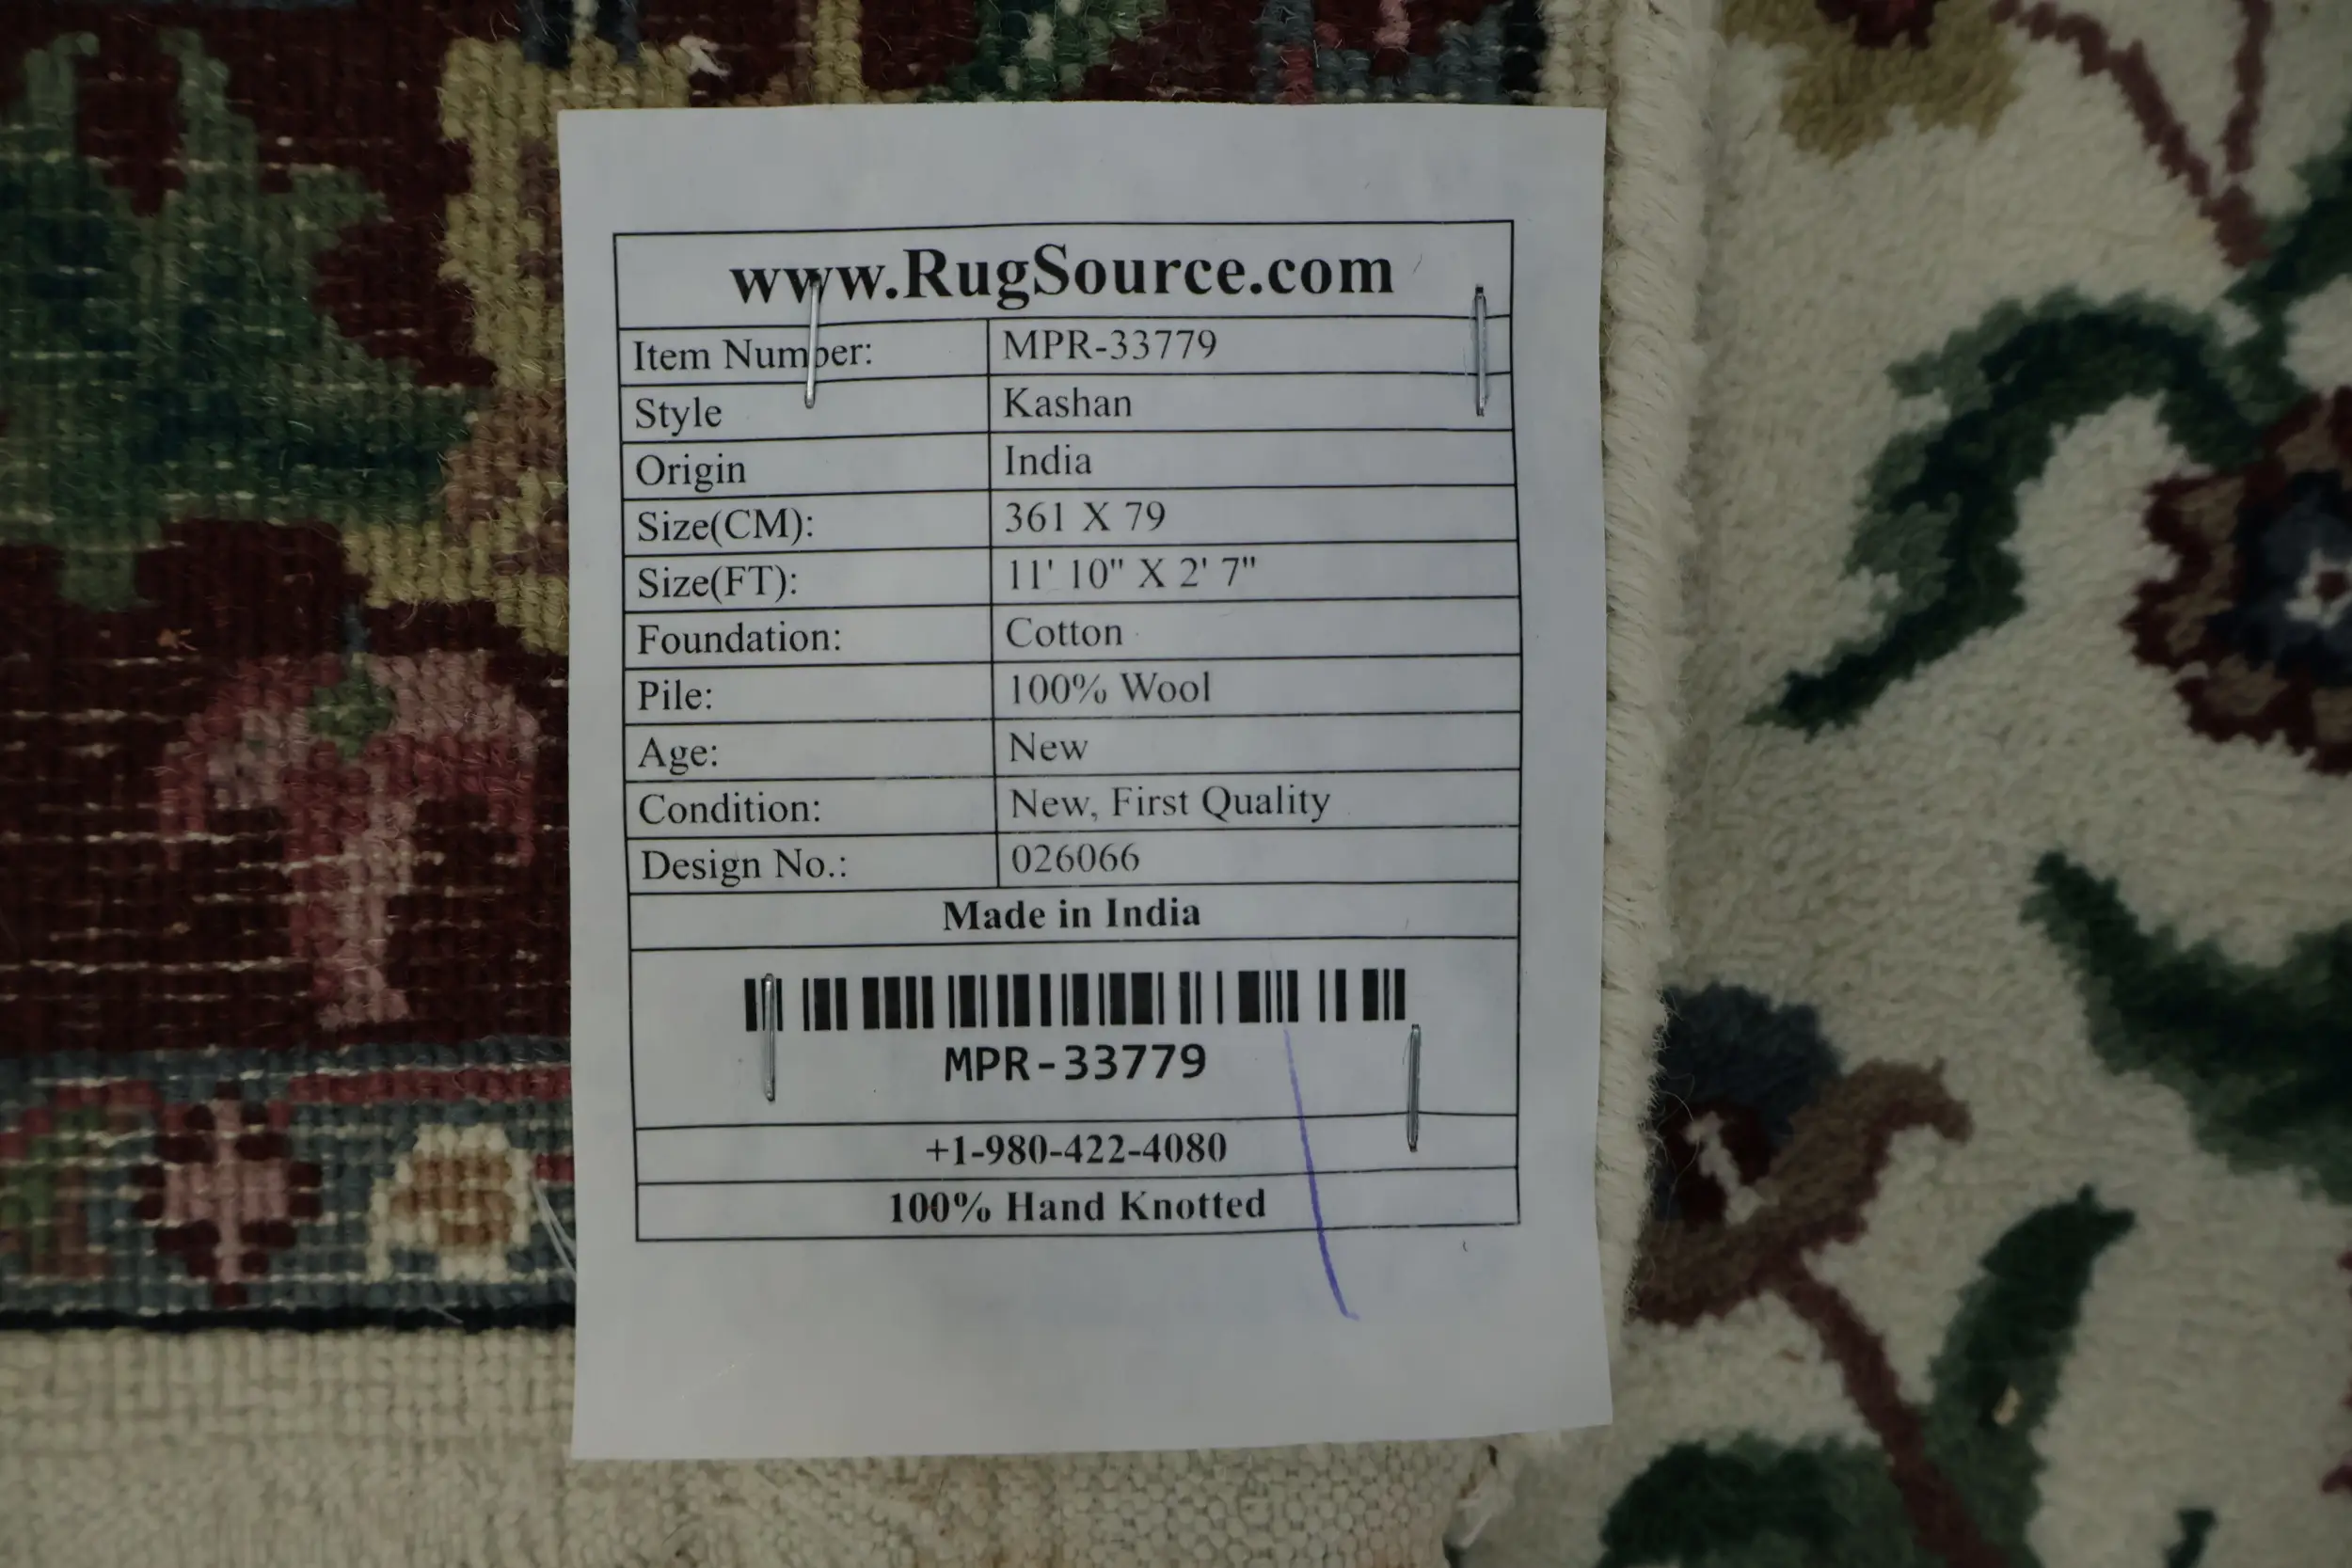 www.RugSource.com
Item Number: MPR-33779
Style Kashan
Origin India
Size(CM): 361 X 79
Size(FT): 11' 10" X 2' 7"
Foundation: Cotton
Pile: 100% Wool
Age: New
Condition: New, First Quality
Design No.: 026066
Made in India
MPR-33779
+1-980-422-4080
100% Hand Knotted